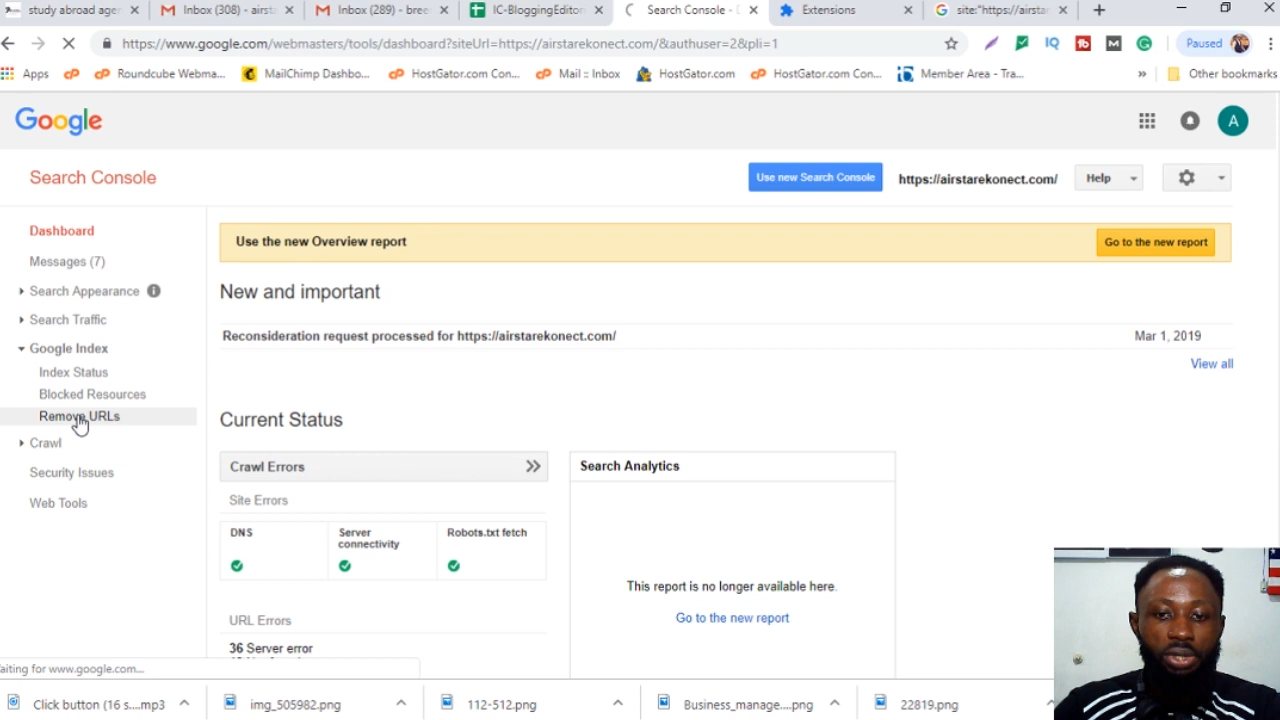 study abroad agen
Inbox (308) - airsta
Inbox (289) - bree
IC-BloggingEditor
Search Console -
Extensions
site:"https://airsta
https://www.google.com/webmasters/tools/dashboard?siteUrl=https://airstarekonect.com/&authuser=2&pli=1
Paused
Apps
Roundcube Webma...
MailChimp Dashbo...
HostGator.com Con...
Mail :: Inbox
HostGator.com
HostGator.com Con...
Member Area - Tra...
»
Other bookmarks
Google
A
Search Console
Use new Search Console
https://airstarekonect.com/
Help
Dashboard
Messages (7)
Search Appearance
Search Traffic
Google Index
Index Status
Blocked Resources
Remove URLs
Crawl
Security Issues
Web Tools
Use the new Overview report
Go to the new report
New and important
Reconsideration request processed for https://airstarekonect.com/
Mar 1, 2019
View all
Current Status
Crawl Errors
Site Errors
DNS
Server
connectivity
Robots.txt fetch
URL Errors
36 Server error
Search Analytics
This report is no longer available here.
Go to the new report
aiting for www.google.com...
Click button (16 s....mp3
img_505982.png
112-512.png
Business_manage....png
22819.png